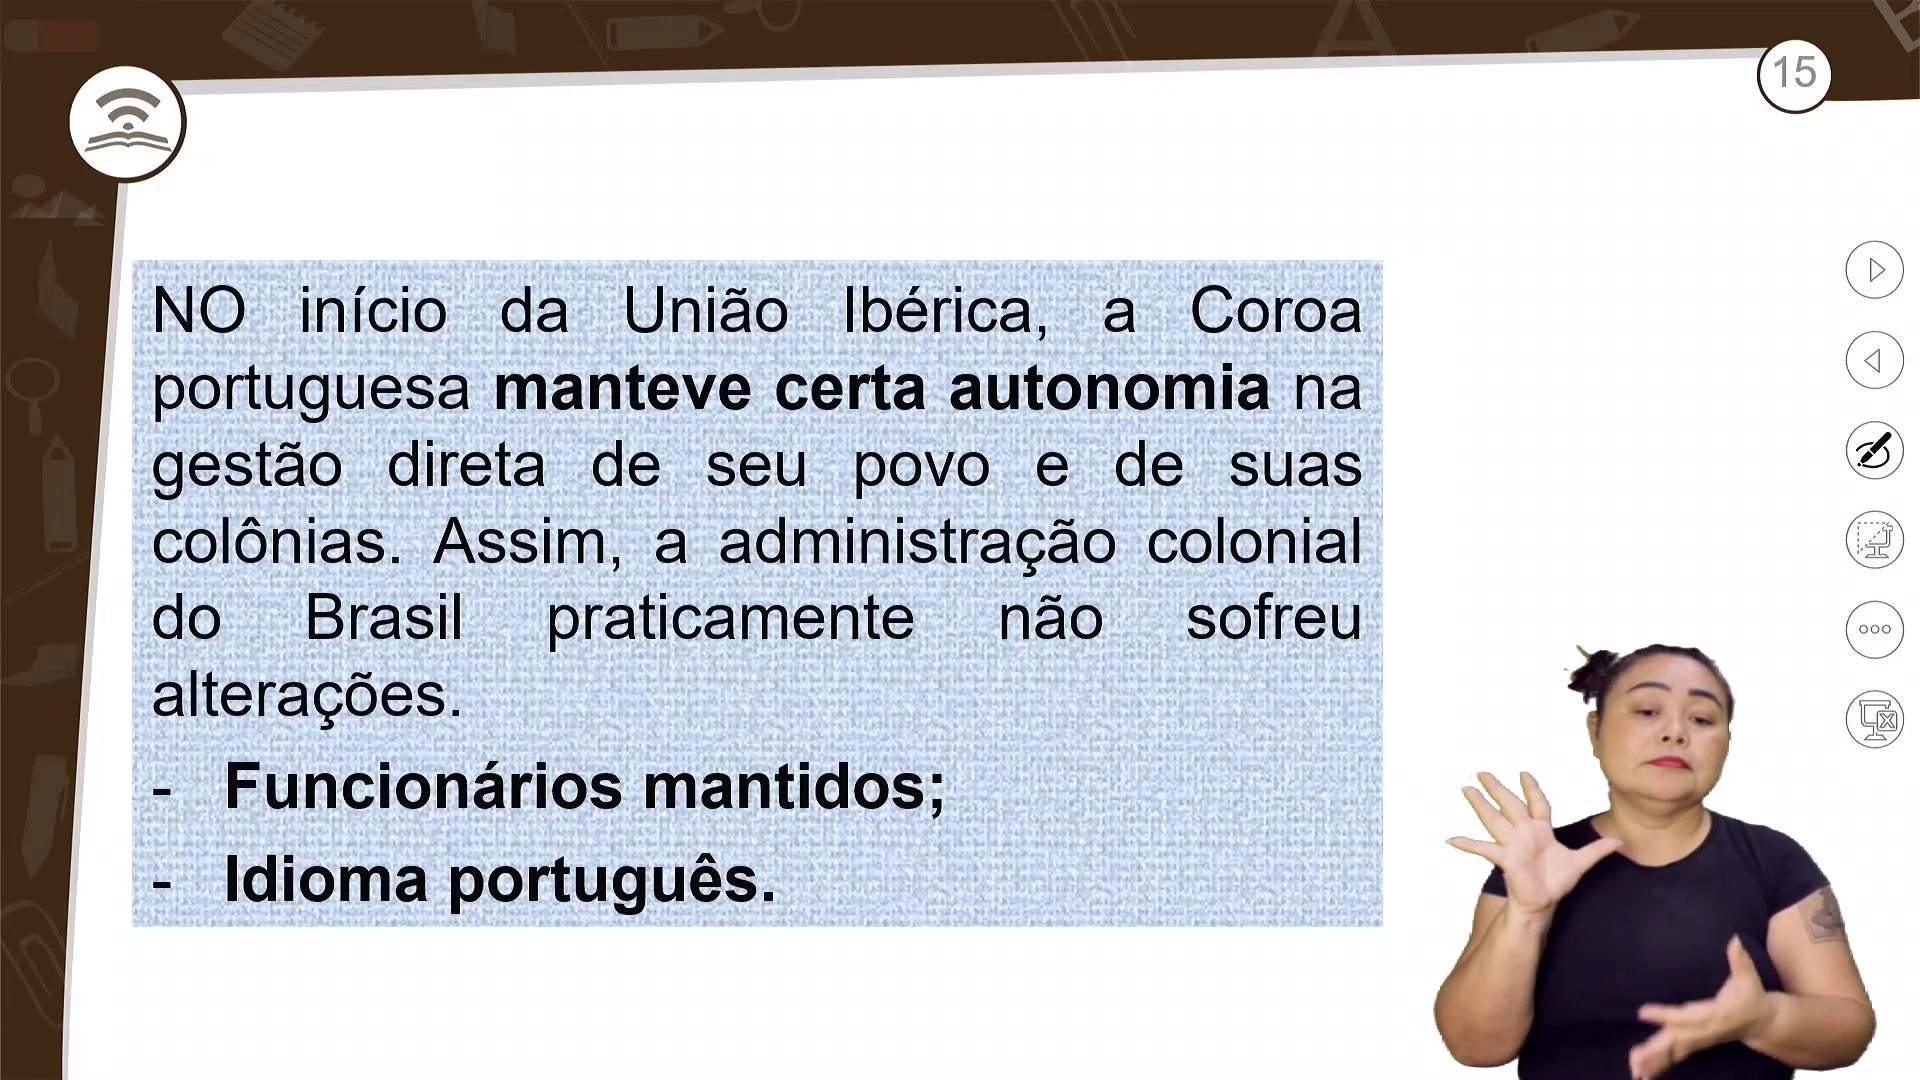 15
NO início da União Ibérica, a Coroa
portuguesa manteve certa autonomia na
gestão direta de seu povo e de suas
colônias. Assim, a administração colonial
do Brasil praticamente não sofreu
alterações.
- Funcionários mantidos;
- Idioma português.